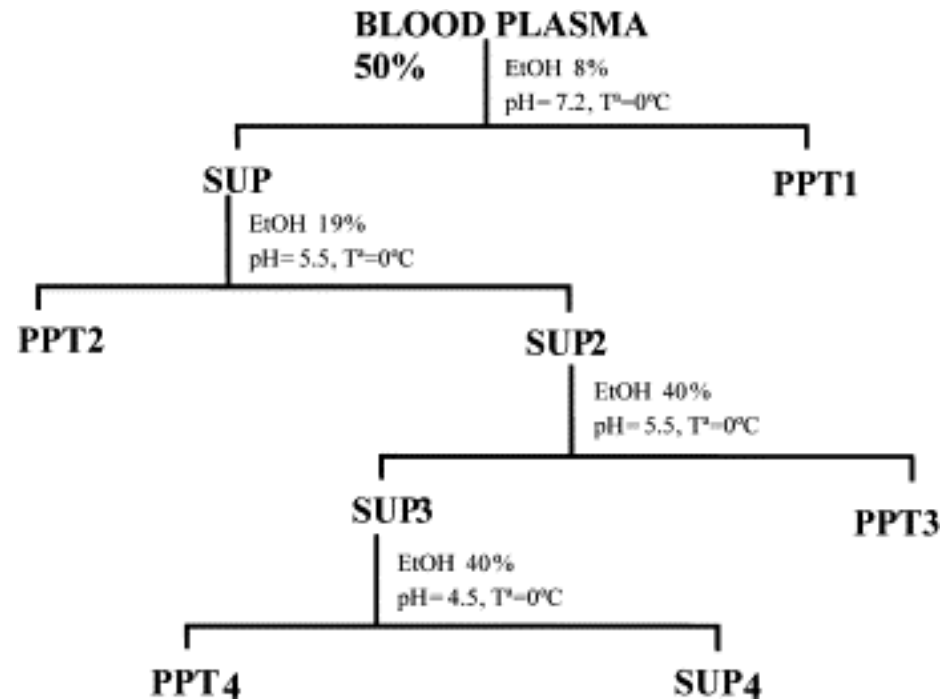 BLOOD PLASMA
50%
EtOH 8%
pH=7.2, Tª=0ºC
SUP
PPT1
EtOH 19%
pH=5.5, Tª=0ºC
PPT2
SUP2
EtOH 40%
pH=5.5, Tª=0ºC
SUP3
PPT3
EtOH 40%
pH=4.5, Tª=0ºC
PPT4
SUP4